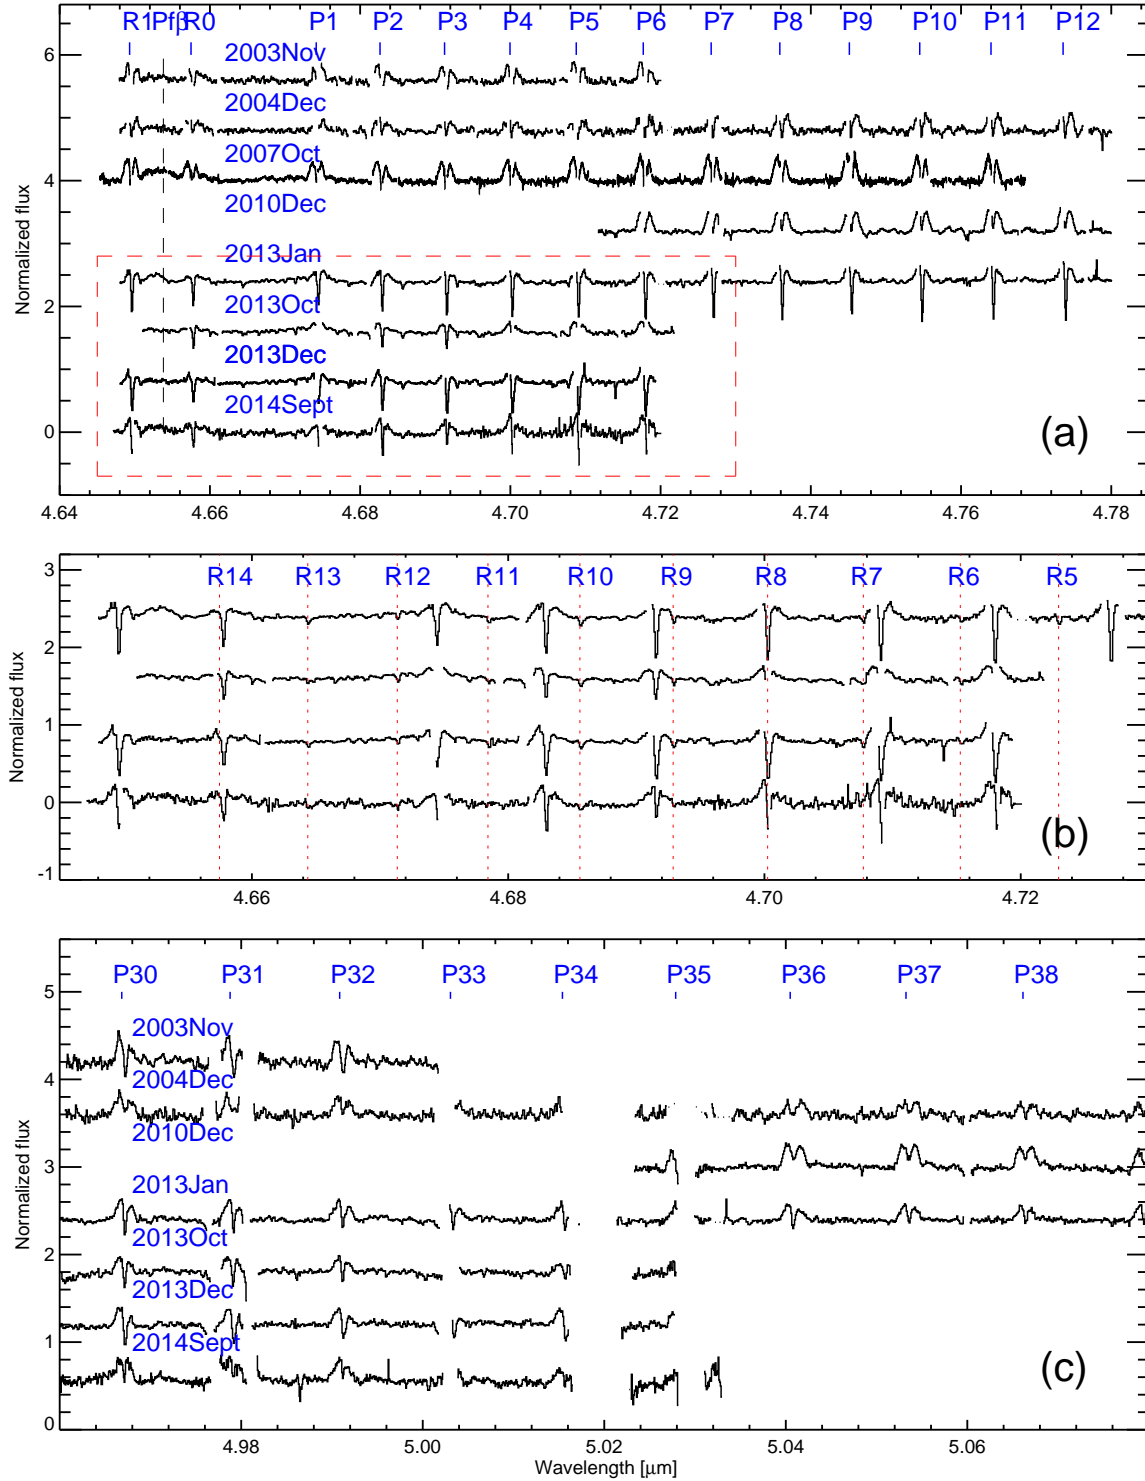 R1 Pfβ R0 P1 P2 P3 P4 P5 P6 P7 P8 P9 P10 P11 P12
2003Nov
2004Dec
2007Oct
2010Dec
2013Jan
2013Oct
2013Dec
2014Sept
(a)
Normalized flux
6
4
2
0
4.64 4.66 4.68 4.70 4.72 4.74 4.76 4.78
R14 R13 R12 R11 R10 R9 R8 R7 R6 R5
(b)
Normalized flux
3
2
1
0
-1
4.66 4.68 4.70 4.72
P30 P31 P32 P33 P34 P35 P36 P37 P38
2003Nov
2004Dec
2010Dec
2013Jan
2013Oct
2013Dec
2014Sept
(c)
Normalized flux
5
4
3
2
1
0
4.98 5.00 5.02 5.04 5.06
Wavelength [μm]